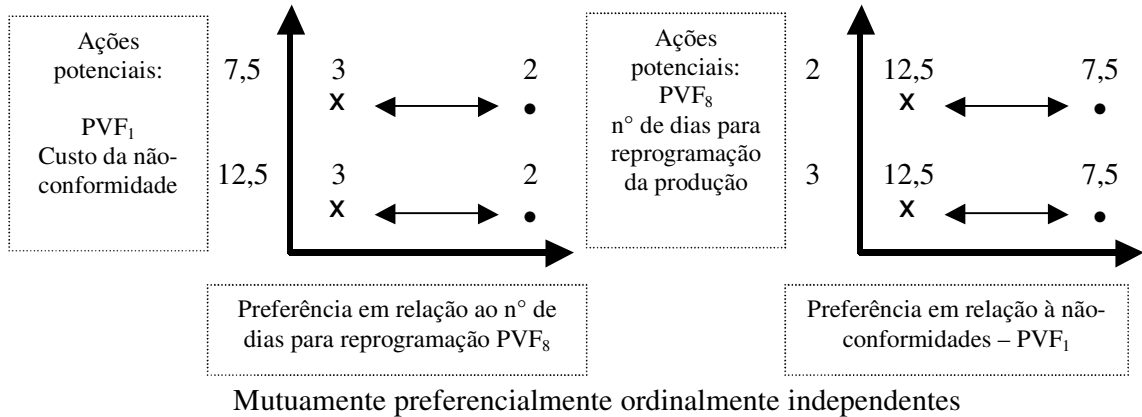 Ações
potenciais:
PVF₁
Custo da não-
conformidade
7,5
3
2
x
12,5
3
2
x
Preferência em relação ao n° de
dias para reprogramação PVF₈
Ações
potenciais:
PVF₈
n° de dias para
reprogramação
da produção
2
12,5
7,5
x
3
12,5
7,5
x
Preferência em relação à não-
conformidades – PVF₁
Mutuamente preferencialmente ordinalmente independentes